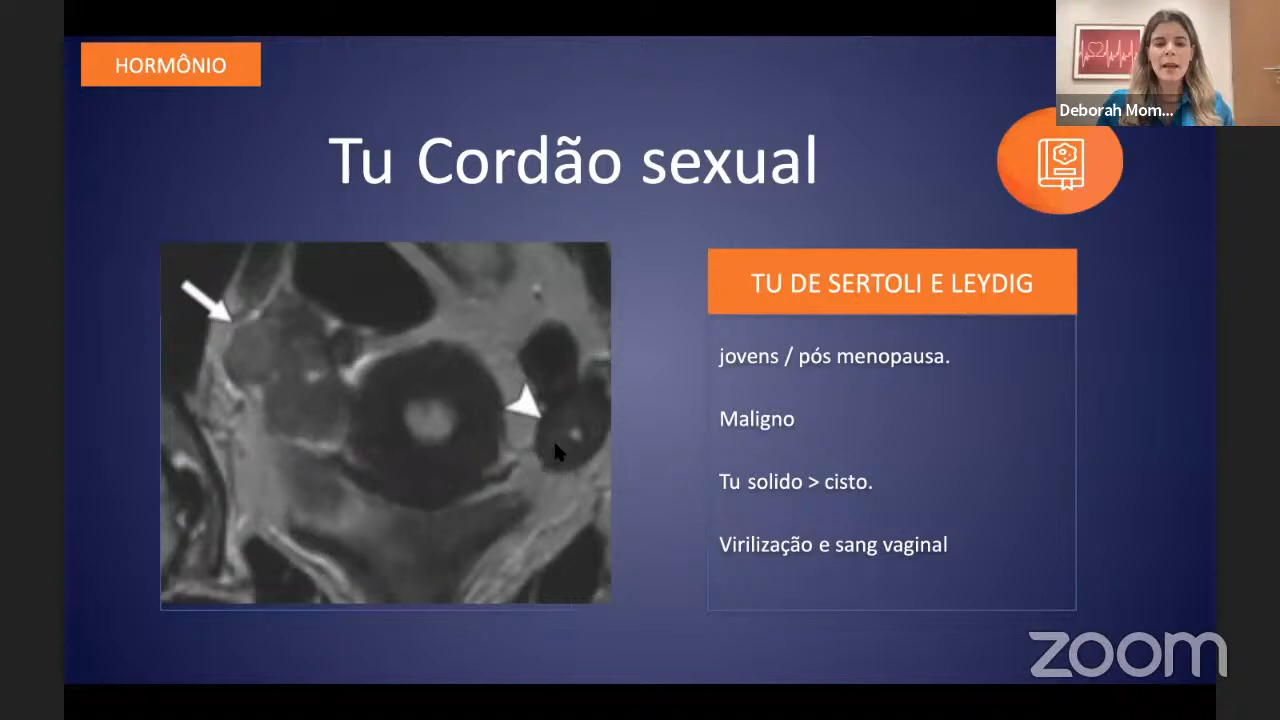 HORMÔNIO
Deborah Mom...
Tu Cordão sexual
TU DE SERTOLI E LEYDIG
jovens / pós menopausa.
Maligno
Tu solido > cisto.
Virilização e sang vaginal
zoom